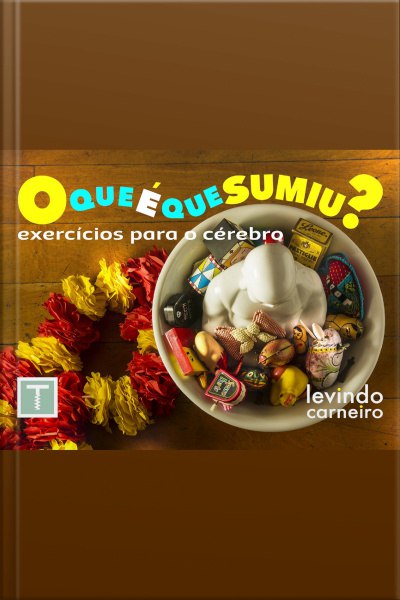 O QUE É QUE SUMIU?
exercícios para o cérebro
T
levindo
carneiro